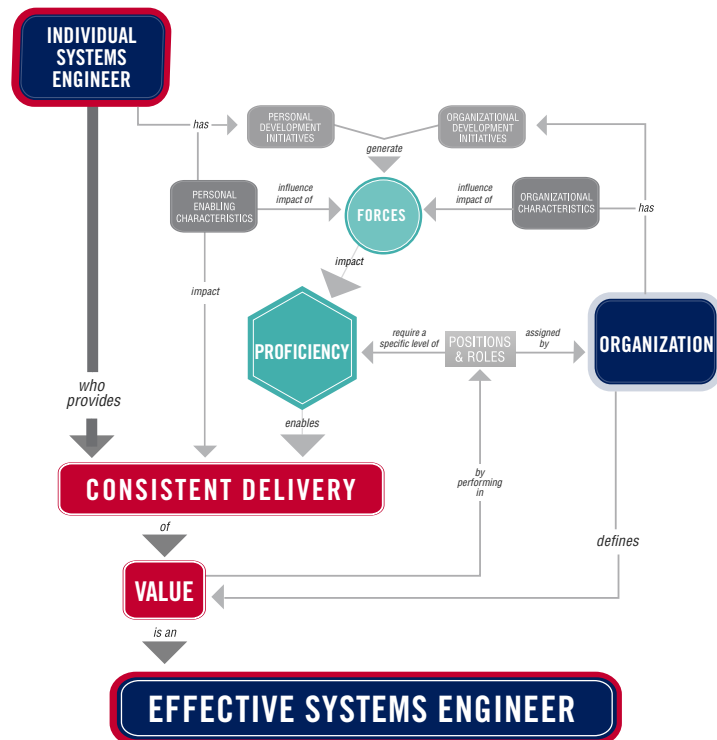 INDIVIDUAL
SYSTEMS
ENGINEER
has
PERSONAL
DEVELOPMENT
INITIATIVES
ORGANIZATIONAL
DEVELOPMENT
INITIATIVES
generate
PERSONAL
ENABLING
CHARACTERISTICS
influence
impact of
FORCES
influence
impact of
ORGANIZATIONAL
CHARACTERISTICS
has
impact
impact
PROFICIENCY
require a
specific level of
POSITIONS
& ROLES
assigned
by
ORGANIZATION
who
provides
enables
CONSISTENT DELIVERY
by
performing
in
of
defines
VALUE
is an
EFFECTIVE SYSTEMS ENGINEER